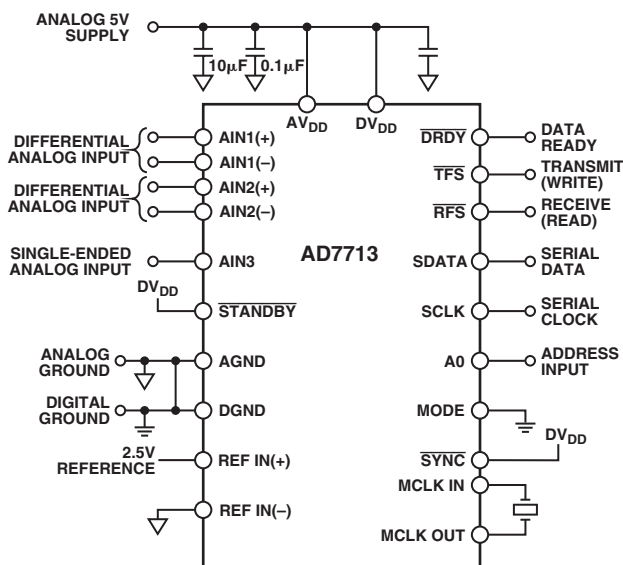 ANALOG 5V
SUPPLY
10µF
0.1µF
AVDD
DVDD
DIFFERENTIAL
ANALOG INPUT
AIN1(+)
AIN1(–)
DIFFERENTIAL
ANALOG INPUT
AIN2(+)
AIN2(–)
SINGLE-ENDED
ANALOG INPUT
AIN3
DVDD
STANDBY
ANALOG
GROUND
AGND
DIGITAL
GROUND
DGND
2.5V
REFERENCE
REF IN(+)
REF IN(–)
AD7713
DRDY
DATA
READY
TFS
TRANSMIT
(WRITE)
RFS
RECEIVE
(READ)
SDATA
SERIAL
DATA
SCLK
SERIAL
CLOCK
A0
ADDRESS
INPUT
MODE
DVDD
SYNC
MCLK IN
MCLK OUT